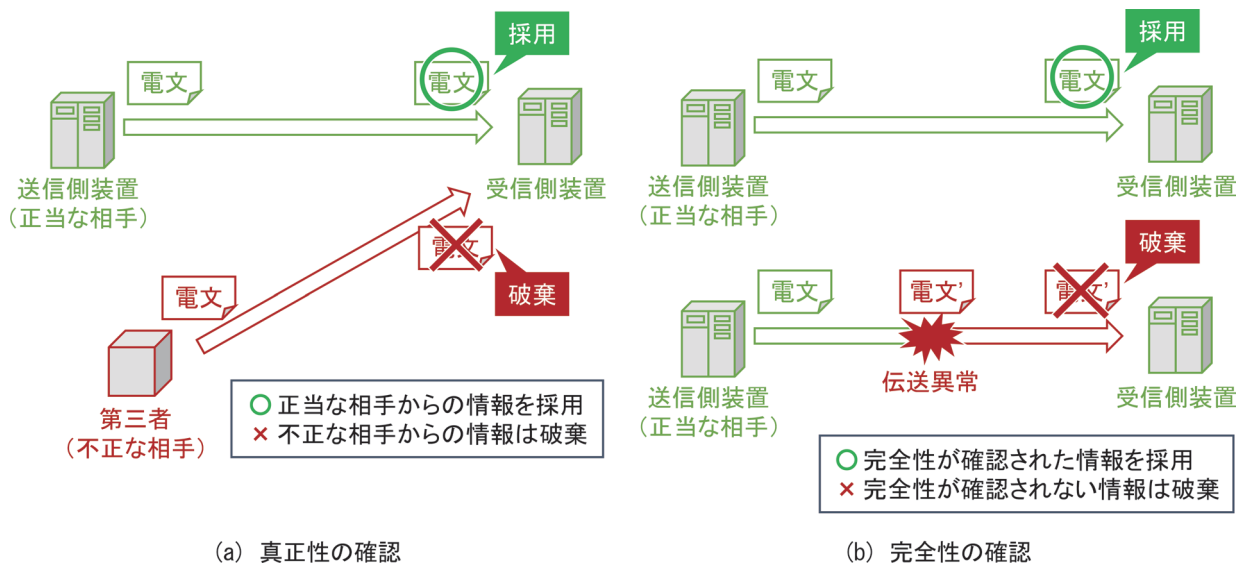 採用
電文
電文
送信側装置
(正当な相手)
受信側装置
電文
破棄
電文
第三者
(不正な相手)
正当な相手からの情報を採用
× 不正な相手からの情報は破棄
(a) 真正性の確認
採用
電文
電文
送信側装置
(正当な相手)
受信側装置
破棄
電文
電文'
電文'
伝送異常
送信側装置
(正当な相手)
受信側装置
○ 完全性が確認された情報を採用
× 完全性が確認されない情報は破棄
(b) 完全性の確認